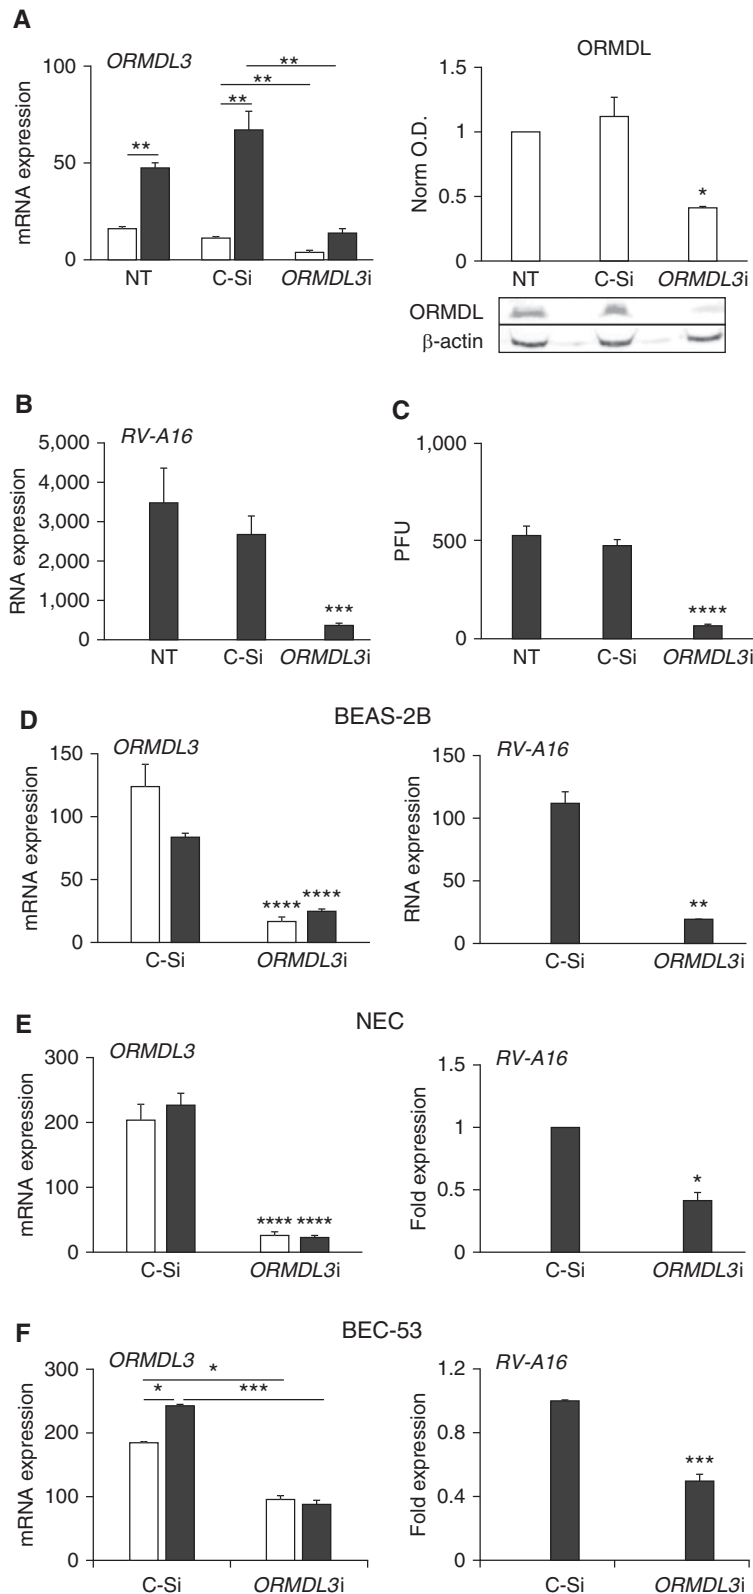 A
ORMDL3
mRNA expression
100
50
0
**
**
**
**
NT
C-Si
ORMDL3i
ORMDL
Norm O.D.
1.5
1
0.5
0
*
NT
C-Si
ORMDL3i
ORMDL
β-actin
B
RV-A16
RNA expression
5,000
4,000
3,000
2,000
1,000
0
***
NT
C-Si
ORMDL3i
C
PFU
1,000
500
0
****
NT
C-Si
ORMDL3i
D
BEAS-2B
ORMDL3
mRNA expression
150
100
50
0
**** ****
C-Si
ORMDL3i
RV-A16
RNA expression
150
100
50
0
**
C-Si
ORMDL3i
E
NEC
ORMDL3
mRNA expression
300
200
100
0
**** ****
C-Si
ORMDL3i
RV-A16
Fold expression
1.5
1
0.5
0
*
C-Si
ORMDL3i
F
BEC-53
ORMDL3
mRNA expression
300
200
100
0
*
*
***
C-Si
ORMDL3i
RV-A16
Fold expression
1.2
0.8
0.4
0
***
C-Si
ORMDL3i